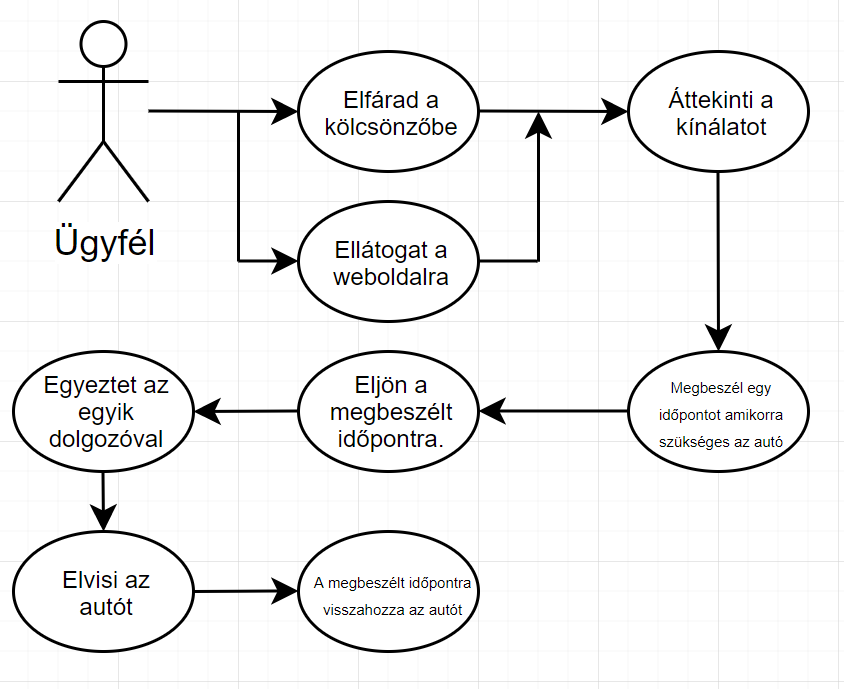 Elfárad a
kölcsönzőbe
Áttekinti a
kínálatot
Ügyfél
Ellátogat a
weboldalra
Egyeztet az
egyik
dolgozóval
Eljön a
megbeszélt
időpontra.
Megbeszél egy
időpontot amikorra
szükséges az autó
Elvisi az
autót
A megbeszélt időpontra
visszahozza az autót